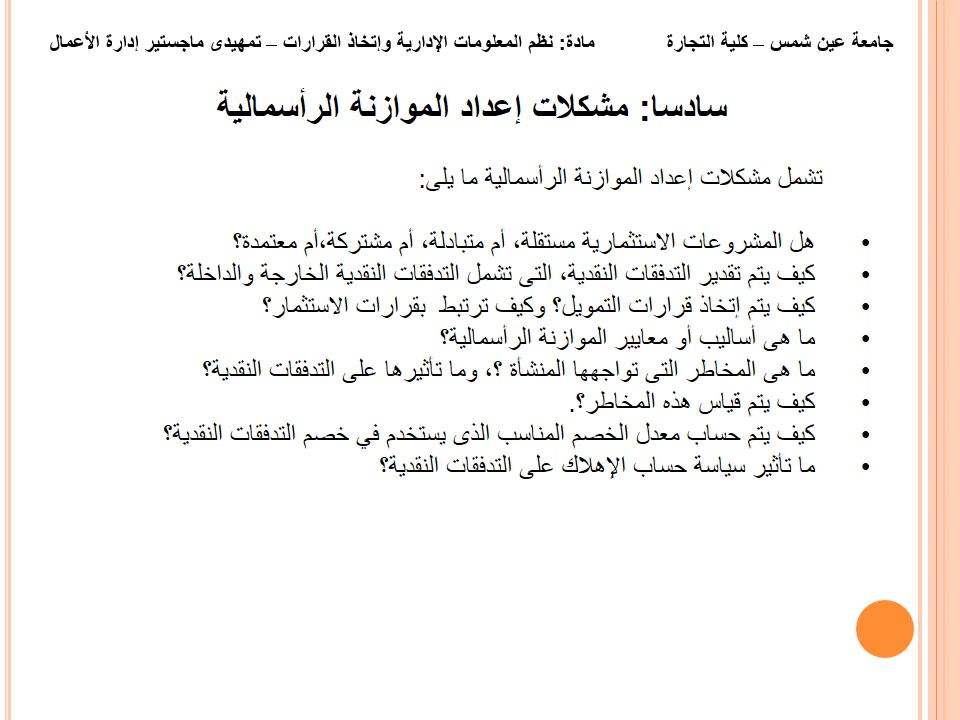 جامعة عين شمس – كلية التجارة مادة: نظم المعلومات الإدارية وإتخاذ القرارات – تمهيدى ماجستير إدارة الأعمال
سادسا: مشكلات إعداد الموازنة الرأسمالية
تشمل مشكلات إعداد الموازنة الرأسمالية ما يلى:
• هل المشروعات الاستثمارية مستقلة، أم متبادلة، أم مشتركة،أم معتمدة؟
• كيف يتم تقدير التدفقات النقدية، التى تشمل التدفقات النقدية الخارجة والداخلة؟
• كيف يتم إتخاذ قرارات التمويل؟ وكيف ترتبط بقرارات الاستثمار؟
• ما هى أساليب أو معايير الموازنة الرأسمالية؟
• ما هى المخاطر التى تواجهها المنشأة ؟، وما تأثيرها على التدفقات النقدية؟
• كيف يتم قياس هذه المخاطر؟.
• كيف يتم حساب معدل الخصم المناسب الذى يستخدم في خصم التدفقات النقدية؟
• ما تأثير سياسة حساب الإهلاك على التدفقات النقدية؟